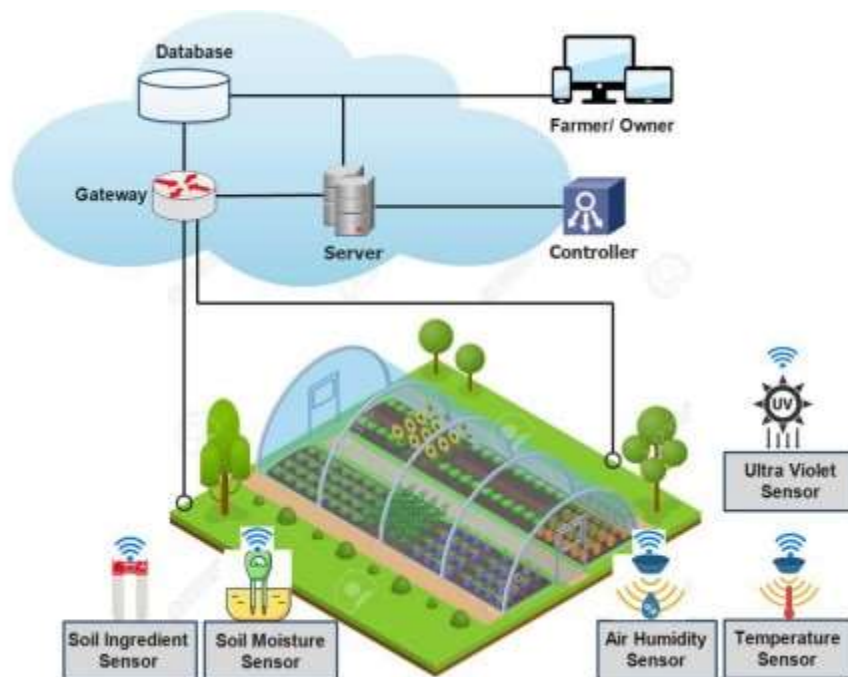 Database
Farmer/ Owner
Gateway
Server
Controller
UV
Ultra Violet
Sensor
Soil Ingredient
Sensor
Soil Moisture
Sensor
Air Humidity
Sensor
Temperature
Sensor